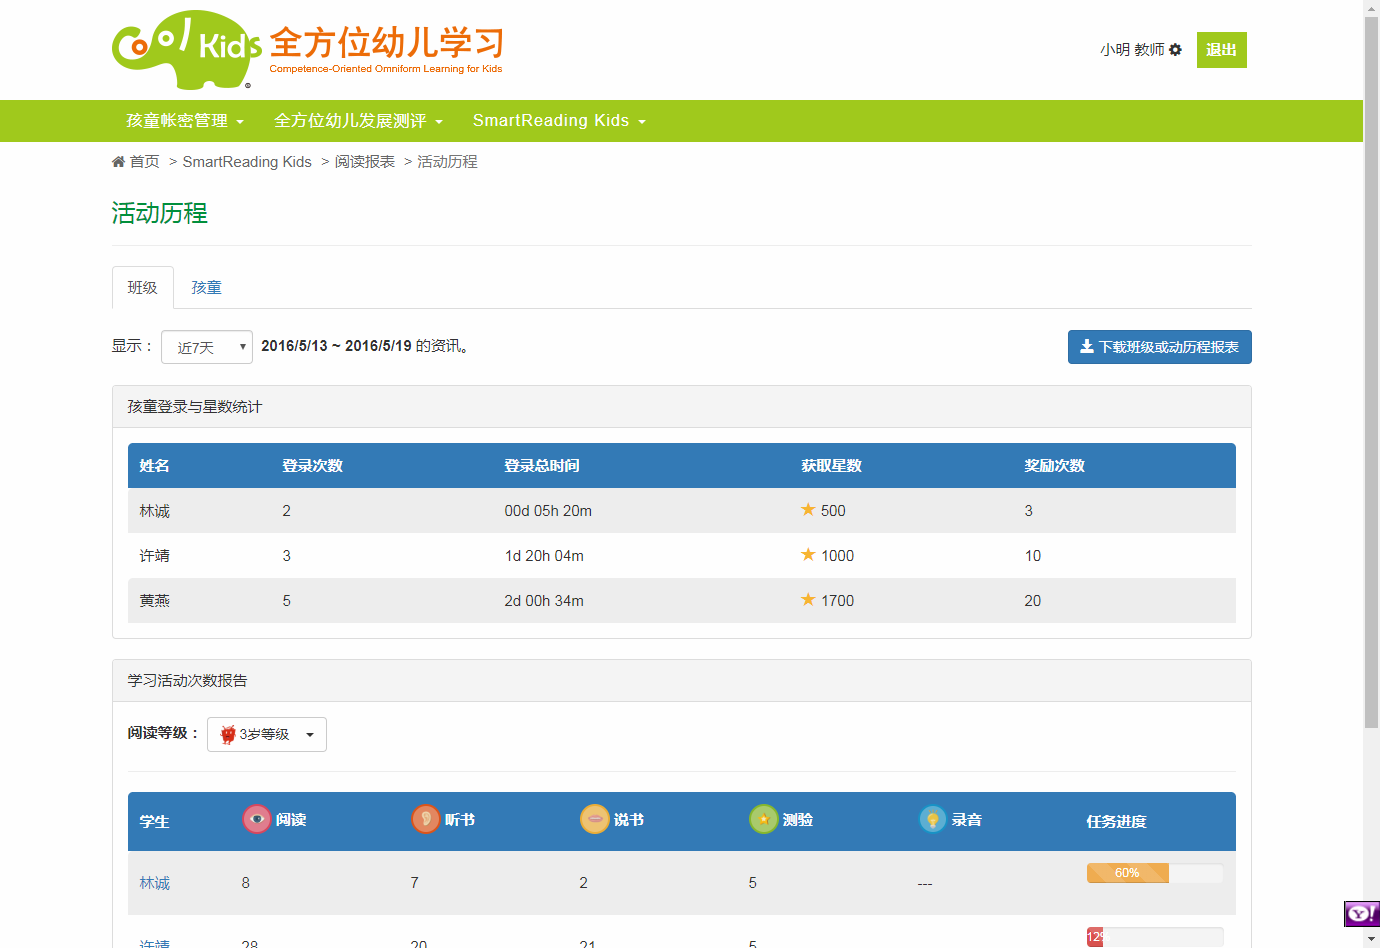 Cool Kids 全方位幼儿学习
Competence-Oriented Omniform Learning for Kids
小明 教师 退出
孩童帐密管理 全方位幼儿发展测评 SmartReading Kids
首页 > SmartReading Kids > 阅读报表 > 活动历程
活动历程
班级 孩童
显示： 近7天 2016/5/13 ~ 2016/5/19 的资讯。 下载班级或动历程报表
孩童登录与星数统计
姓名 登录次数 登录总时间 获取星数 奖励次数
林诚 2 00d 05h 20m 500 3
许靖 3 1d 20h 04m 1000 10
黄燕 5 2d 00h 34m 1700 20
学习活动次数报告
阅读等级： 3岁等级
学生 阅读 听书 说书 测验 录音 任务进度
林诚 8 7 2 5 --- 60%
许靖 28 20 21 5 12%
Y!